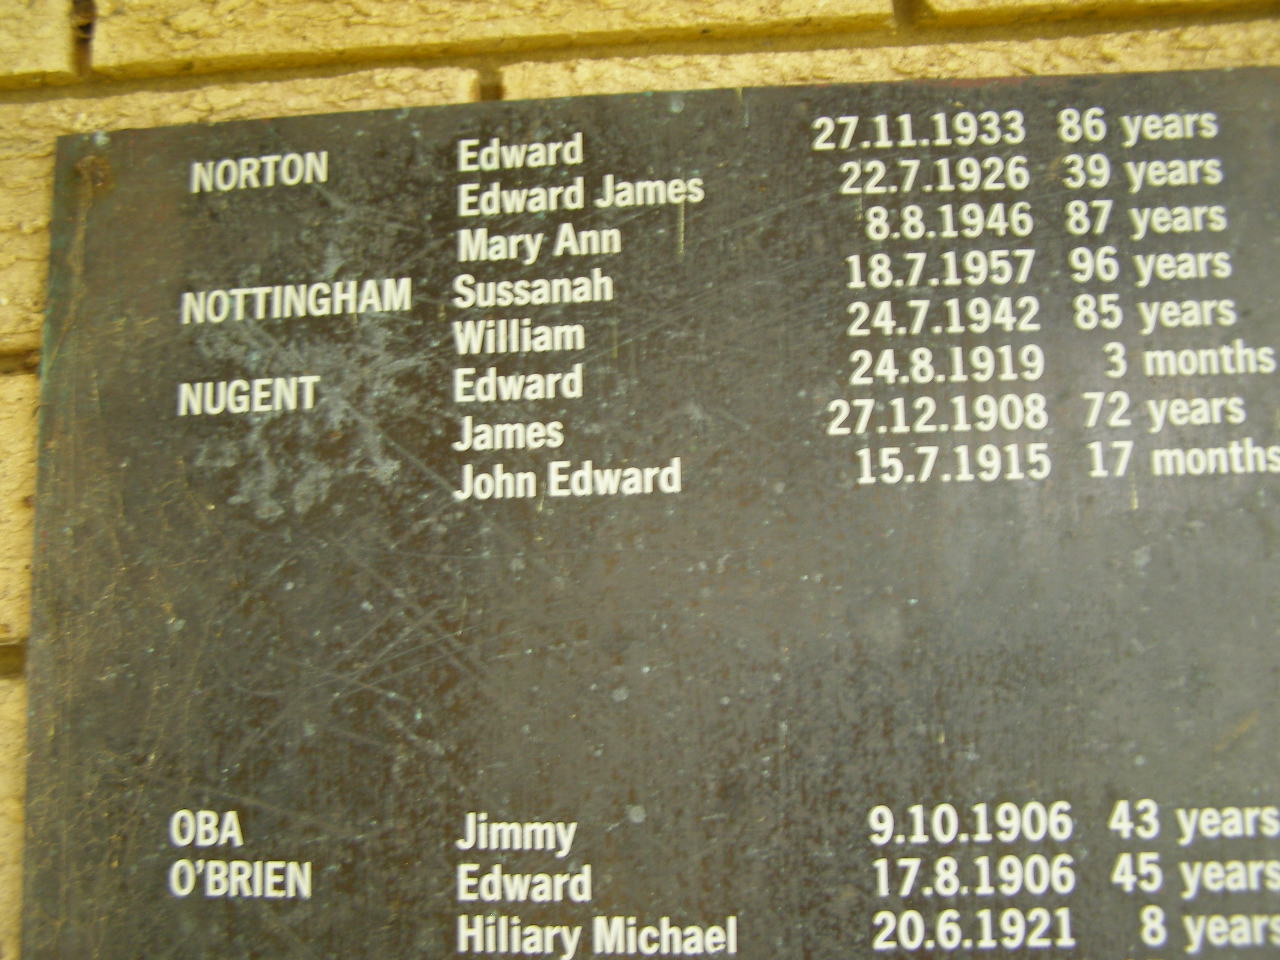 NORTON Edward 27.11.1933 86 years
Edward James 22.7.1926 39 years
Mary Ann 8.8.1946 87 years
NOTTINGHAM Sussanah 18.7.1957 96 years
William 24.7.1942 85 years
NUGENT Edward 24.8.1919 3 months
James 27.12.1908 72 years
John Edward 15.7.1915 17 months
OBA Jimmy 9.10.1906 43 years
O'BRIEN Edward 17.8.1906 45 years
Hiliary Michael 20.6.1921 8 years